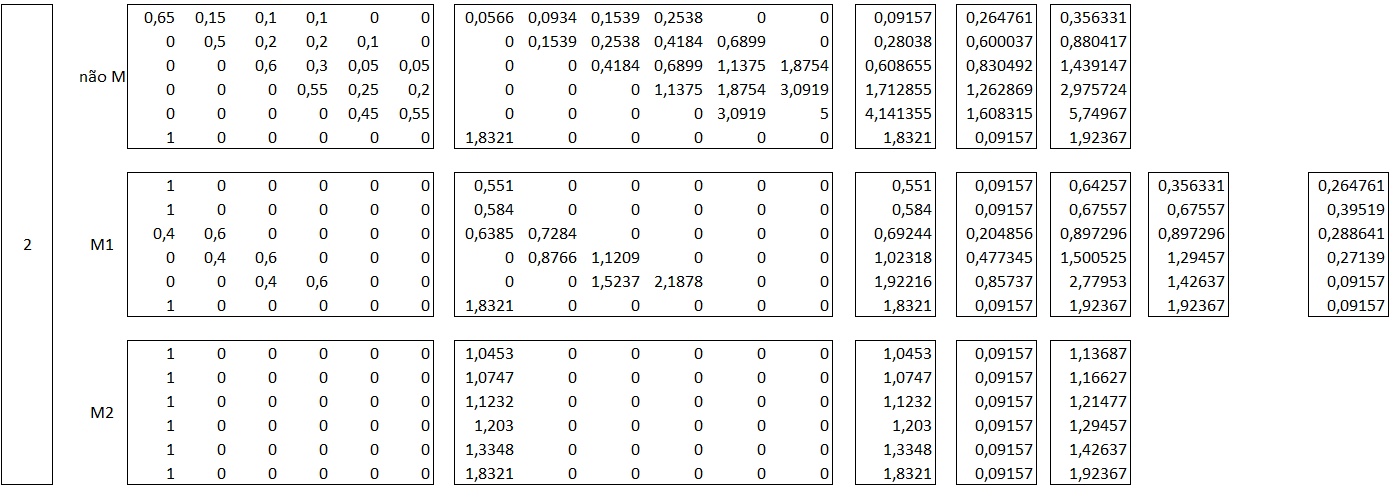 0,65 0,15 0,1 0,1 0 0 0,0566 0,0934 0,1539 0,2538 0 0 0,09157 0,264761 0,356331
0 0,5 0,2 0,2 0,1 0 0 0,1539 0,2538 0,4184 0,6899 0 0,28038 0,600037 0,880417
não M 0 0 0,6 0,3 0,05 0,05 0 0 0,4184 0,6899 1,1375 1,8754 0,608655 0,830492 1,439147
0 0 0 0,55 0,25 0,2 0 0 0 1,1375 1,8754 3,0919 1,712855 1,262869 2,975724
0 0 0 0 0,45 0,55 0 0 0 0 3,0919 5 4,141355 1,608315 5,74967
1 0 0 0 0 0 1,8321 0 0 0 0 0 1,8321 0,09157 1,92367
1 0 0 0 0 0 0,551 0 0 0 0 0 0,551 0,09157 0,64257 0,356331 0,264761
1 0 0 0 0 0 0,584 0 0 0 0 0 0,584 0,09157 0,67557 0,67557 0,39519
2 M1 0,4 0,6 0 0 0 0 0,6385 0,7284 0 0 0 0 0,69244 0,204856 0,897296 0,897296 0,288641
0 0,4 0,6 0 0 0 0 0,8766 1,1209 0 0 0 1,02318 0,477345 1,500525 1,29457 0,27139
0 0 0,4 0,6 0 0 0 0 1,5237 2,1878 0 0 1,92216 0,85737 2,77953 1,42637 0,09157
1 0 0 0 0 0 1,8321 0 0 0 0 0 1,8321 0,09157 1,92367 1,92367 0,09157
1 0 0 0 0 0 1,0453 0 0 0 0 0 1,0453 0,09157 1,13687
1 0 0 0 0 0 1,0747 0 0 0 0 0 1,0747 0,09157 1,16627
M2 1 0 0 0 0 0 1,1232 0 0 0 0 0 1,1232 0,09157 1,21477
1 0 0 0 0 0 1,203 0 0 0 0 0 1,203 0,09157 1,29457
1 0 0 0 0 0 1,3348 0 0 0 0 0 1,3348 0,09157 1,42637
1 0 0 0 0 0 1,8321 0 0 0 0 0 1,8321 0,09157 1,92367